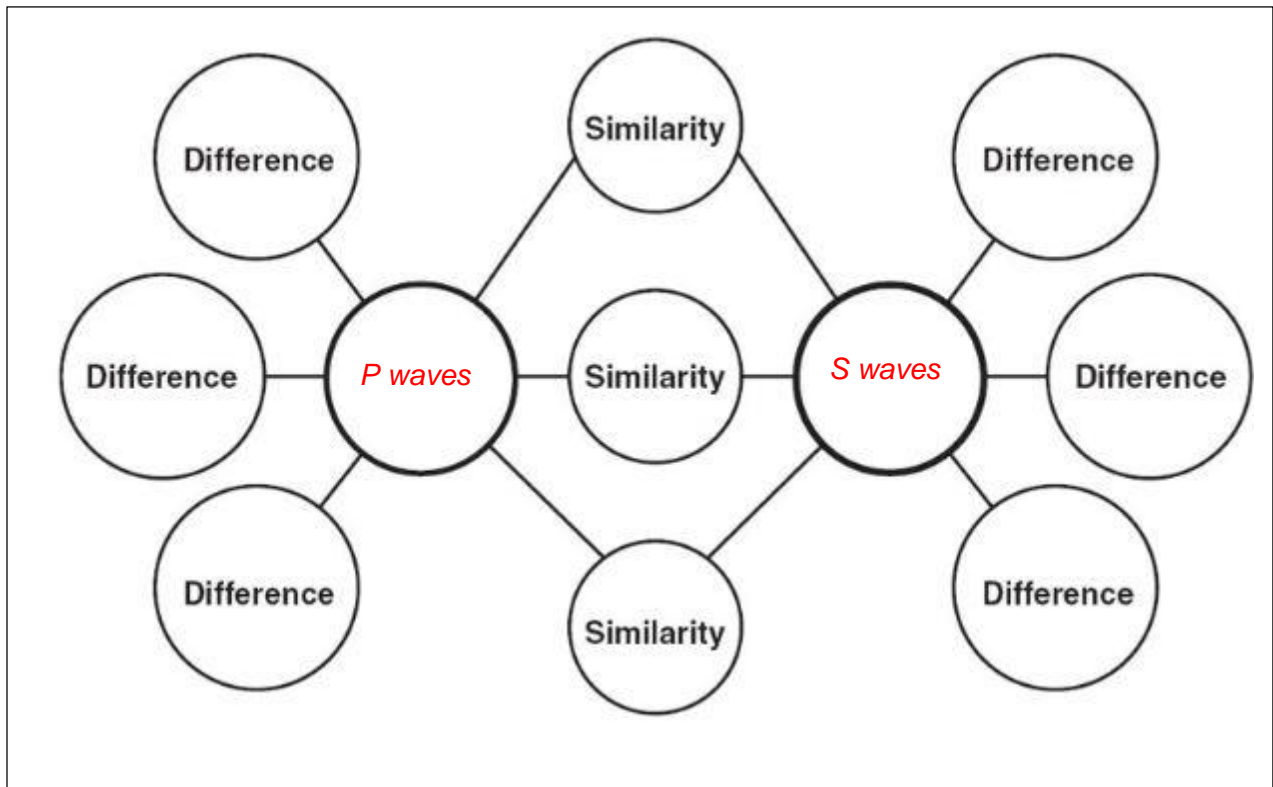 Similarity
Difference
Difference
Difference
P waves
Similarity
S waves
Difference
Difference
Similarity
Difference